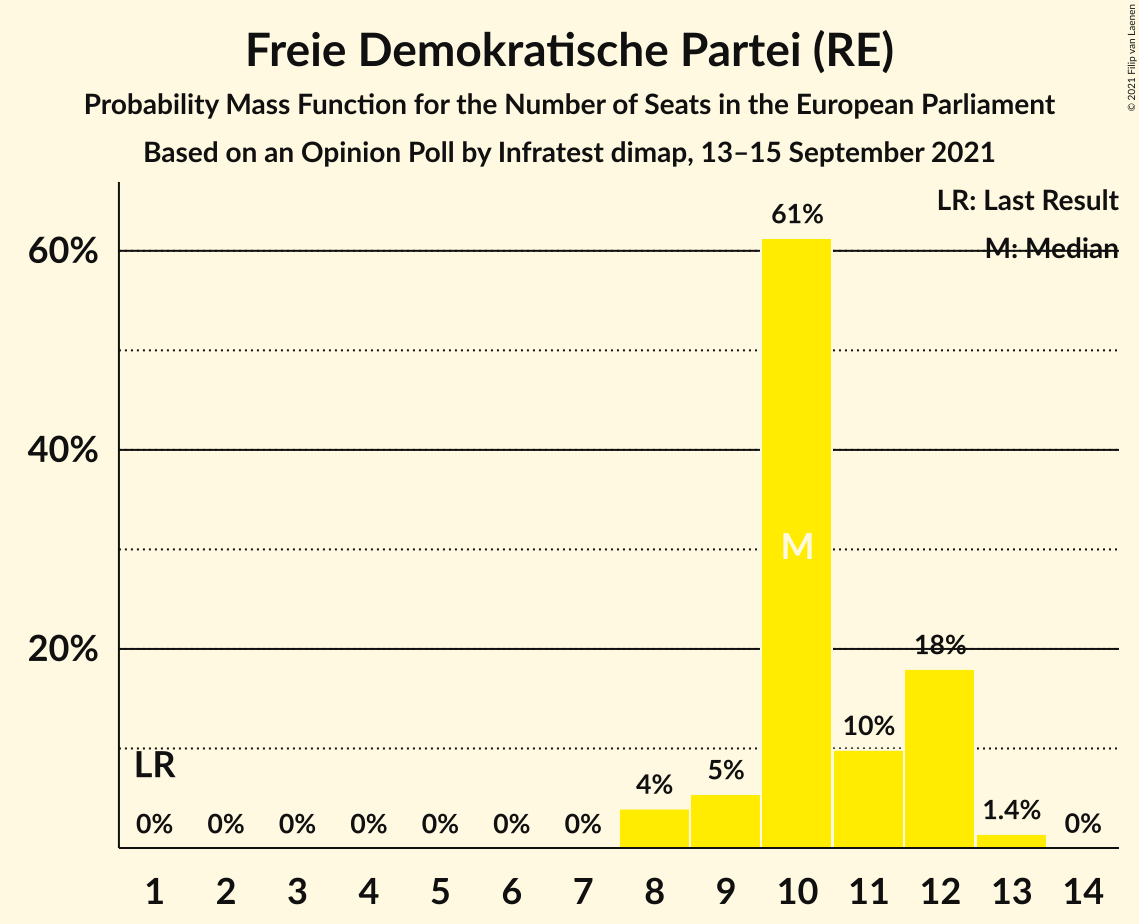 Freie Demokratische Partei (RE)
Probability Mass Function for the Number of Seats in the European Parliament
Based on an Opinion Poll by Infratest dimap, 13–15 September 2021
© 2021 Filip van Laenen
LR: Last Result
M: Median
61%
60%
40%
M
20%
18%
10%
LR
5%
4%
1.4%
0% 0% 0% 0% 0% 0% 0% 0%
1 2 3 4 5 6 7 8 9 10 11 12 13 14